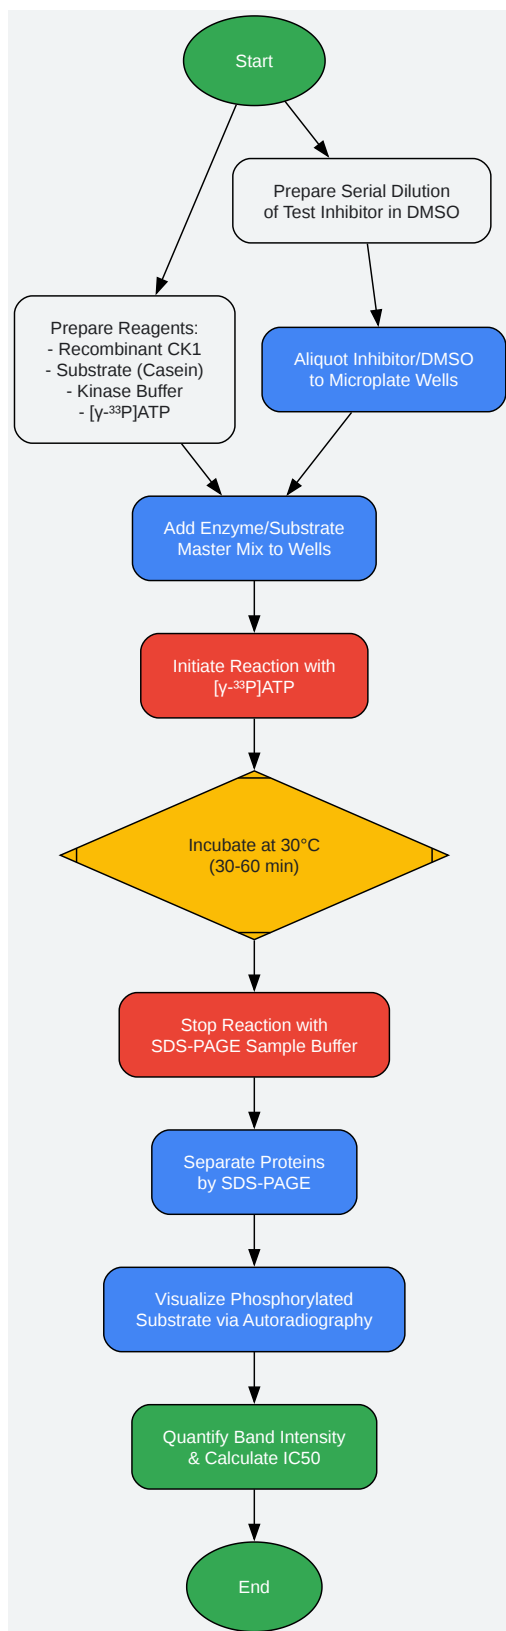 Start
Prepare Serial Dilution
of Test Inhibitor in DMSO
Prepare Reagents:
- Recombinant CK1
- Substrate (Casein)
- Kinase Buffer
- [γ-³³P]ATP
Aliquot Inhibitor/DMSO
to Microplate Wells
Add Enzyme/Substrate
Master Mix to Wells
Initiate Reaction with
[γ-³³P]ATP
Incubate at 30°C
(30-60 min)
Stop Reaction with
SDS-PAGE Sample Buffer
Separate Proteins
by SDS-PAGE
Visualize Phosphorylated
Substrate via Autoradiography
Quantify Band Intensity
& Calculate IC50
End